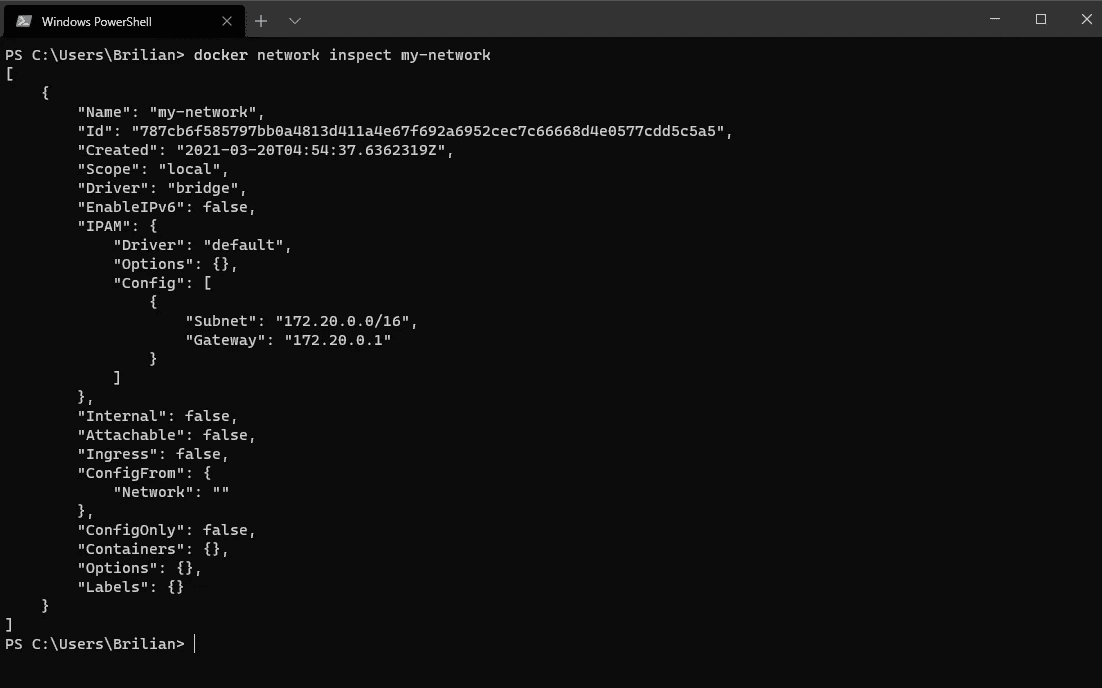 Windows PowerShell
PS C:\Users\Brilian> docker network inspect my-network
[
    {
        "Name": "my-network",
        "Id": "787cb6f585797bb0a4813d411a4e67f692a6952cec7c66668d4e0577cdd5c5a5",
        "Created": "2021-03-20T04:54:37.6362319Z",
        "Scope": "local",
        "Driver": "bridge",
        "EnableIPv6": false,
        "IPAM": {
            "Driver": "default",
            "Options": {},
            "Config": [
                {
                    "Subnet": "172.20.0.0/16",
                    "Gateway": "172.20.0.1"
                }
            ]
        },
        "Internal": false,
        "Attachable": false,
        "Ingress": false,
        "ConfigFrom": {
            "Network": ""
        },
        "ConfigOnly": false,
        "Containers": {},
        "Options": {},
        "Labels": {}
    }
]
PS C:\Users\Brilian>